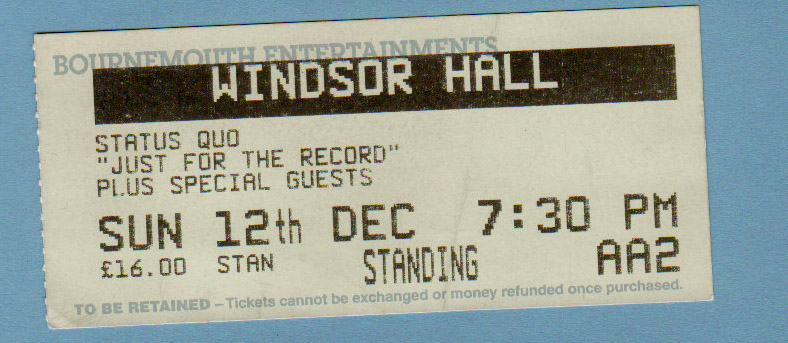 BOURNEMOUTH ENTERTAINMENTS
WINDSOR HALL
STATUS QUO
"JUST FOR THE RECORD"
PLUS SPECIAL GUESTS
SUN 12th DEC 7:30 PM
£16.00 STAN STANDING AA2
TO BE RETAINED – Tickets cannot be exchanged or money refunded once purchased.